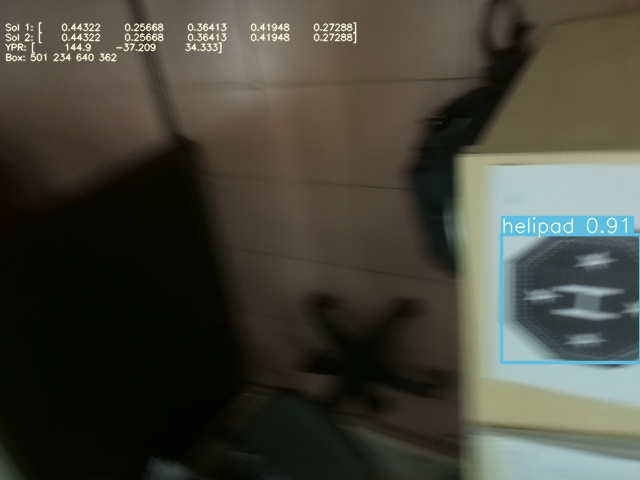 Sol 1: [ 0.44322 0.25668 0.36413 0.41948 0.27288]
Sol 2: [ 0.44322 0.25668 0.36413 0.41948 0.27288]
YPR: [ 144.9 -37.209 34.333]
Box: 501 234 640 362
helipad 0.91
H